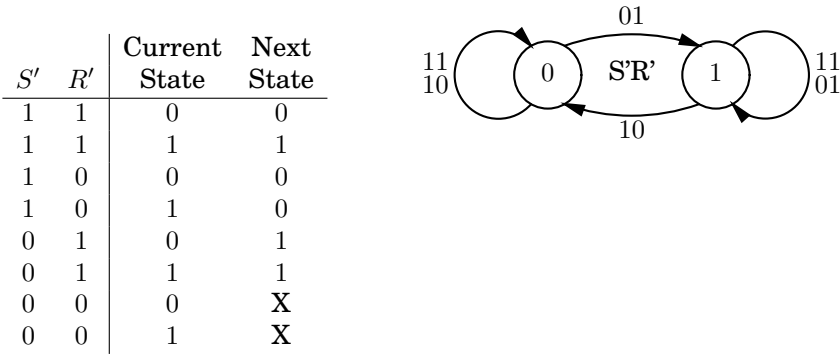 Current Next
S′ R′ State State
1 1 0 0
1 1 1 1
1 0 0 0
1 0 1 0
0 1 0 1
0 1 1 1
0 0 0 X
0 0 1 X
01
11 0 S'R' 1 11
10 01
10